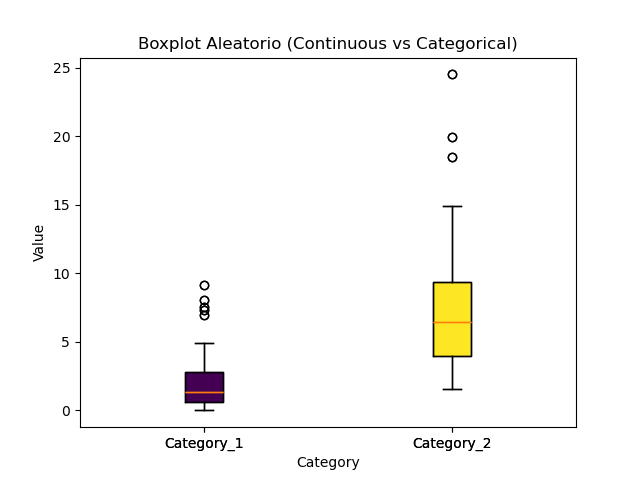 Boxplot Aleatorio (Continuous vs Categorical)
25
20
15
10
5
0
Value
Category_1
Category_2
Category